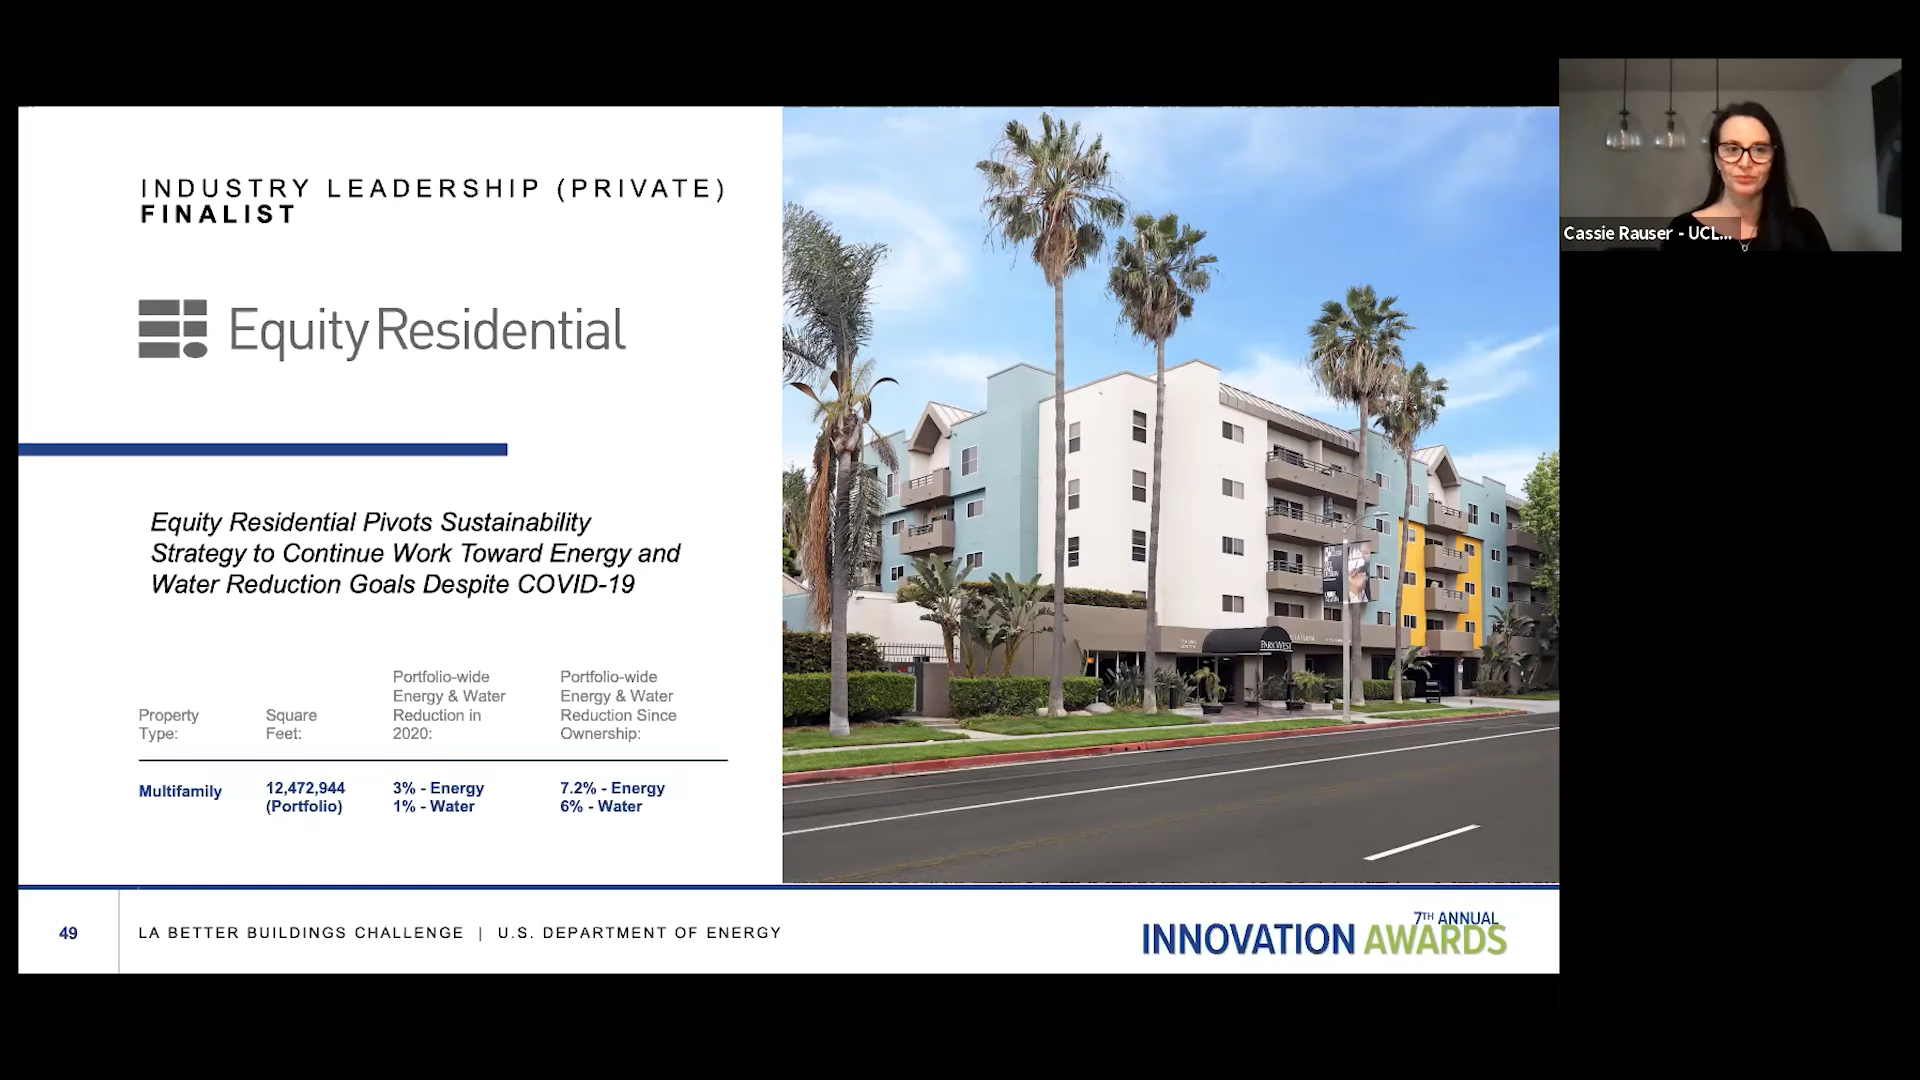 INDUSTRY LEADERSHIP (PRIVATE)
FINALIST
Equity Residential
Equity Residential Pivots Sustainability
Strategy to Continue Work Toward Energy and
Water Reduction Goals Despite COVID-19
Property
Type:
Square
Feet:
Portfolio-wide
Energy & Water
Reduction in
2020:
Portfolio-wide
Energy & Water
Reduction Since
Ownership:
Multifamily
12,472,944
(Portfolio)
3% - Energy
1% - Water
7.2% - Energy
6% - Water
PARK WEST
49
LA BETTER BUILDINGS CHALLENGE | U.S. DEPARTMENT OF ENERGY
7TH ANNUAL
INNOVATION AWARDS
Cassie Rauser - UCL...